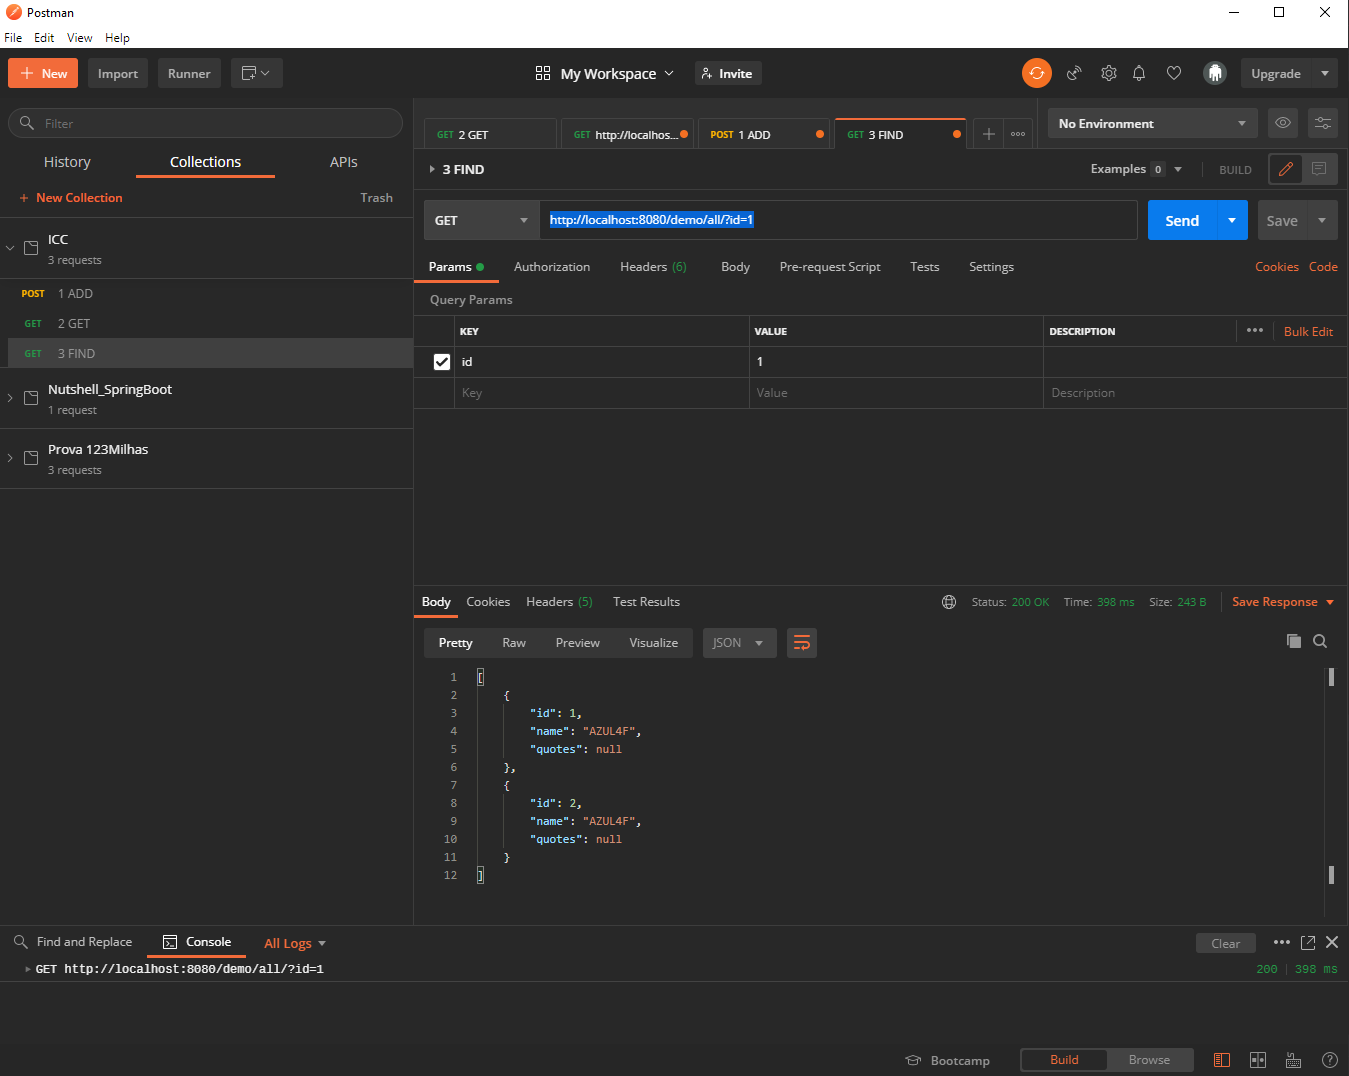 Postman
File Edit View Help
New Import Runner My Workspace Invite Upgrade
Filter
History Collections APIs
New Collection Trash
ICC
3 requests
POST 1 ADD
GET 2 GET
GET 3 FIND
Nutshell_SpringBoot
1 request
Prova 123Milhas
3 requests
GET 2 GET GET http://localhos... POST 1 ADD GET 3 FIND No Environment
3 FIND Examples 0 BUILD
GET http://localhost:8080/demo/all/?id=1 Send Save
Params Authorization Headers (6) Body Pre-request Script Tests Settings Cookies Code
Query Params
KEY VALUE DESCRIPTION Bulk Edit
id 1
Key Value Description
Body Cookies Headers (5) Test Results Status: 200 OK Time: 398 ms Size: 243 B Save Response
Pretty Raw Preview Visualize JSON
1 [
2 {
3 "id": 1,
4 "name": "AZUL4F",
5 "quotes": null
6 },
7 {
8 "id": 2,
9 "name": "AZUL4F",
10 "quotes": null
11 }
12 ]
Find and Replace Console All Logs Clear
GET http://localhost:8080/demo/all/?id=1 200 398 ms
Bootcamp Build Browse